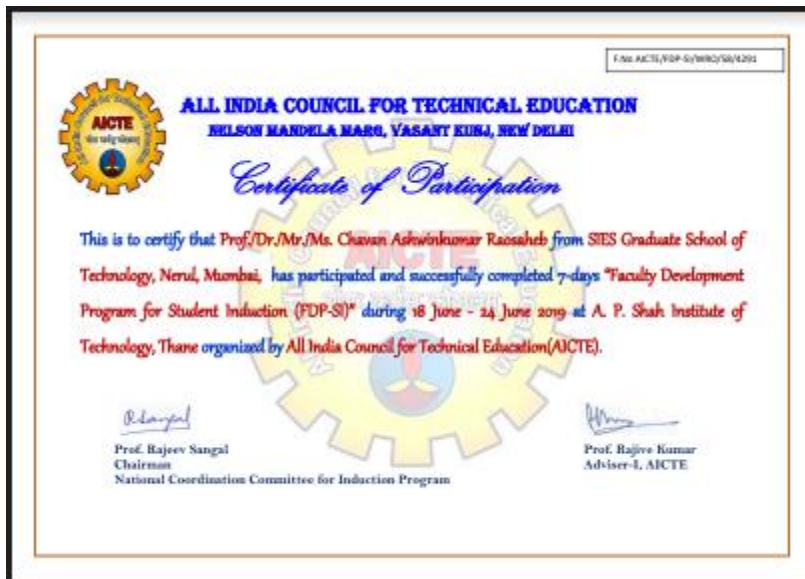 F.No. AICTE/FDP-SI/WRO/58/4291
ALL INDIA COUNCIL FOR TECHNICAL EDUCATION
NELSON MANDELA MARG, VASANT KUNJ, NEW DELHI
AICTE
Certificate of Participation
This is to certify that Prof./Dr./Mr./Ms. Chavan Ashwinkumar Raosaheb from SIES Graduate School of
Technology, Nerul, Mumbai, has participated and successfully completed 7-days "Faculty Development
Program for Student Induction (FDP-SI)" during 18 June - 24 June 2019 at A. P. Shah Institute of
Technology, Thane organized by All India Council for Technical Education(AICTE).
Prof. Rajeev Sangal
Chairman
National Coordination Committee for Induction Program
Prof. Rajive Kumar
Adviser-I, AICTE